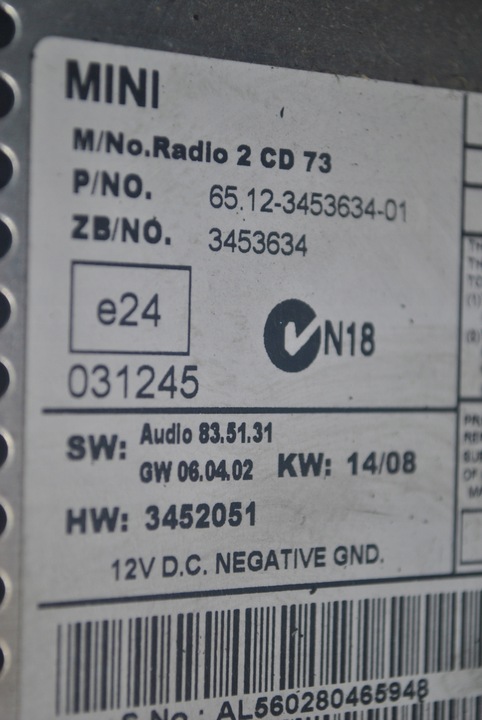 MINI
M/No.Radio 2 CD 73
P/NO. 65.12-3453634-01
ZB/NO. 3453634
e24
N18
031245
SW: Audio 83.51.31
GW 06.04.02 KW: 14/08
HW: 3452051
12V D.C. NEGATIVE GND.
S.No.: AL560280465948